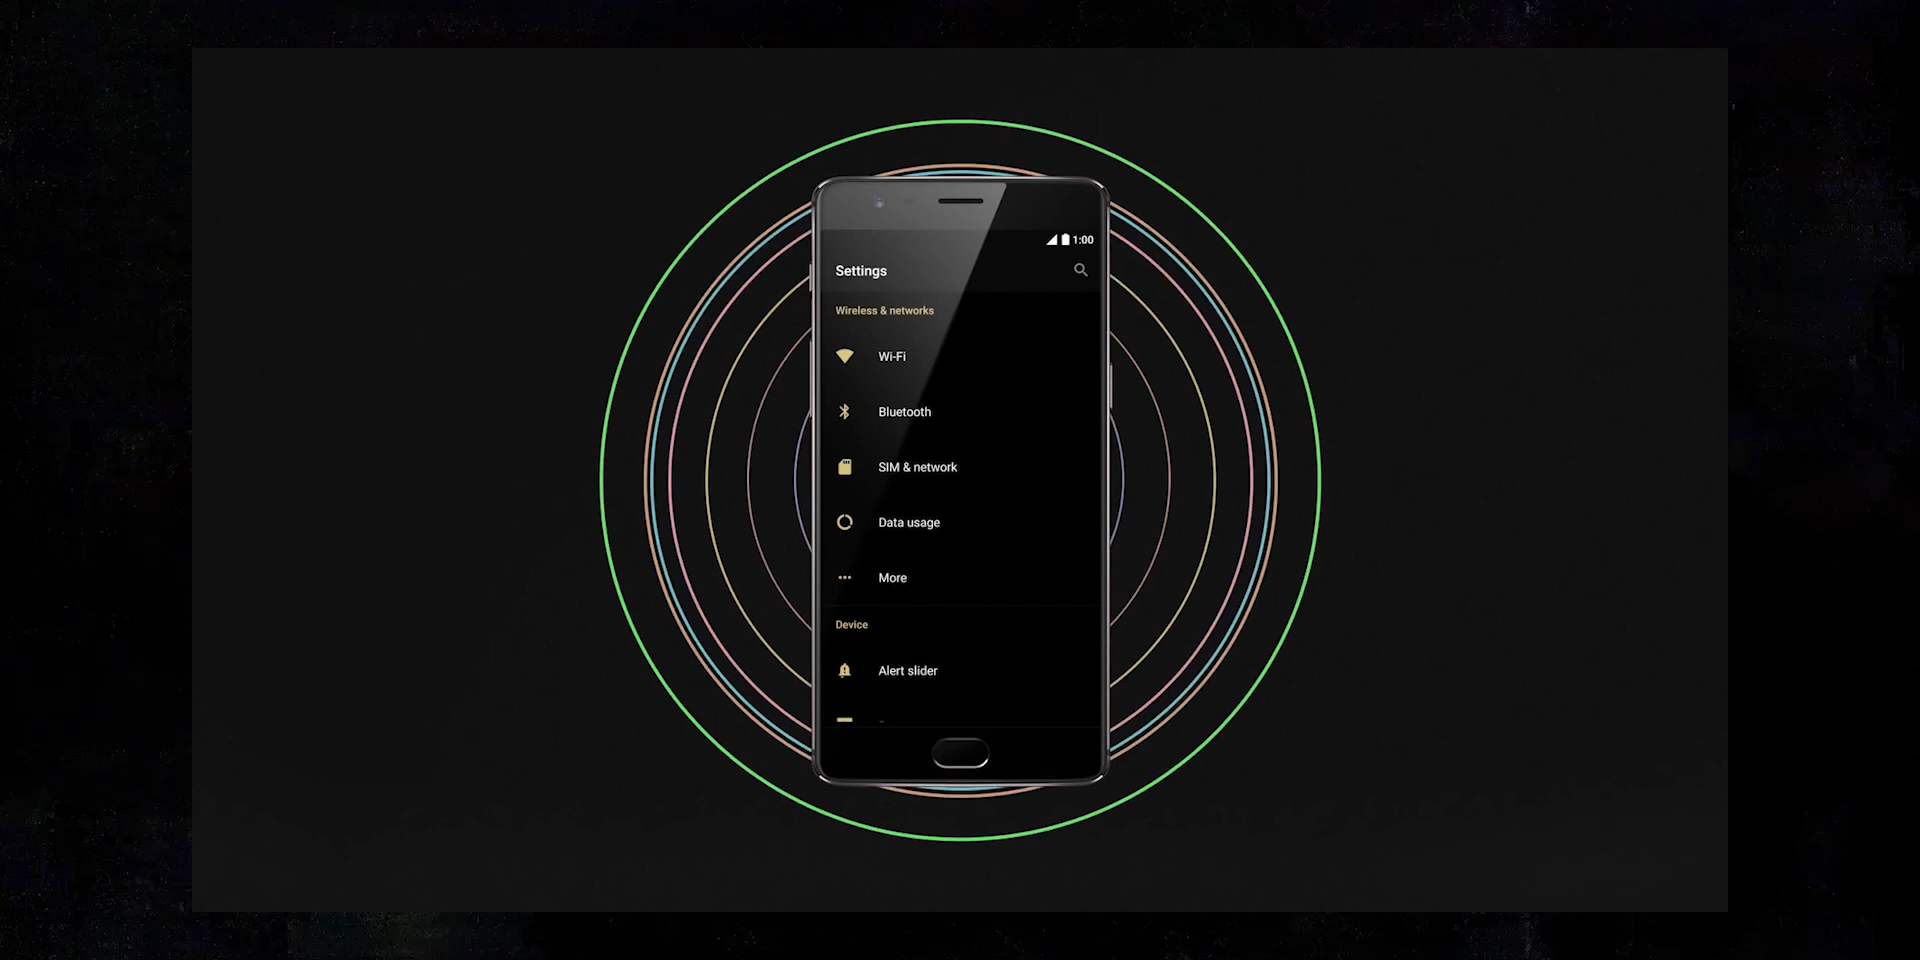 1:00
Settings
Wireless & networks
Wi-Fi
Bluetooth
SIM & network
Data usage
More
Device
Alert slider